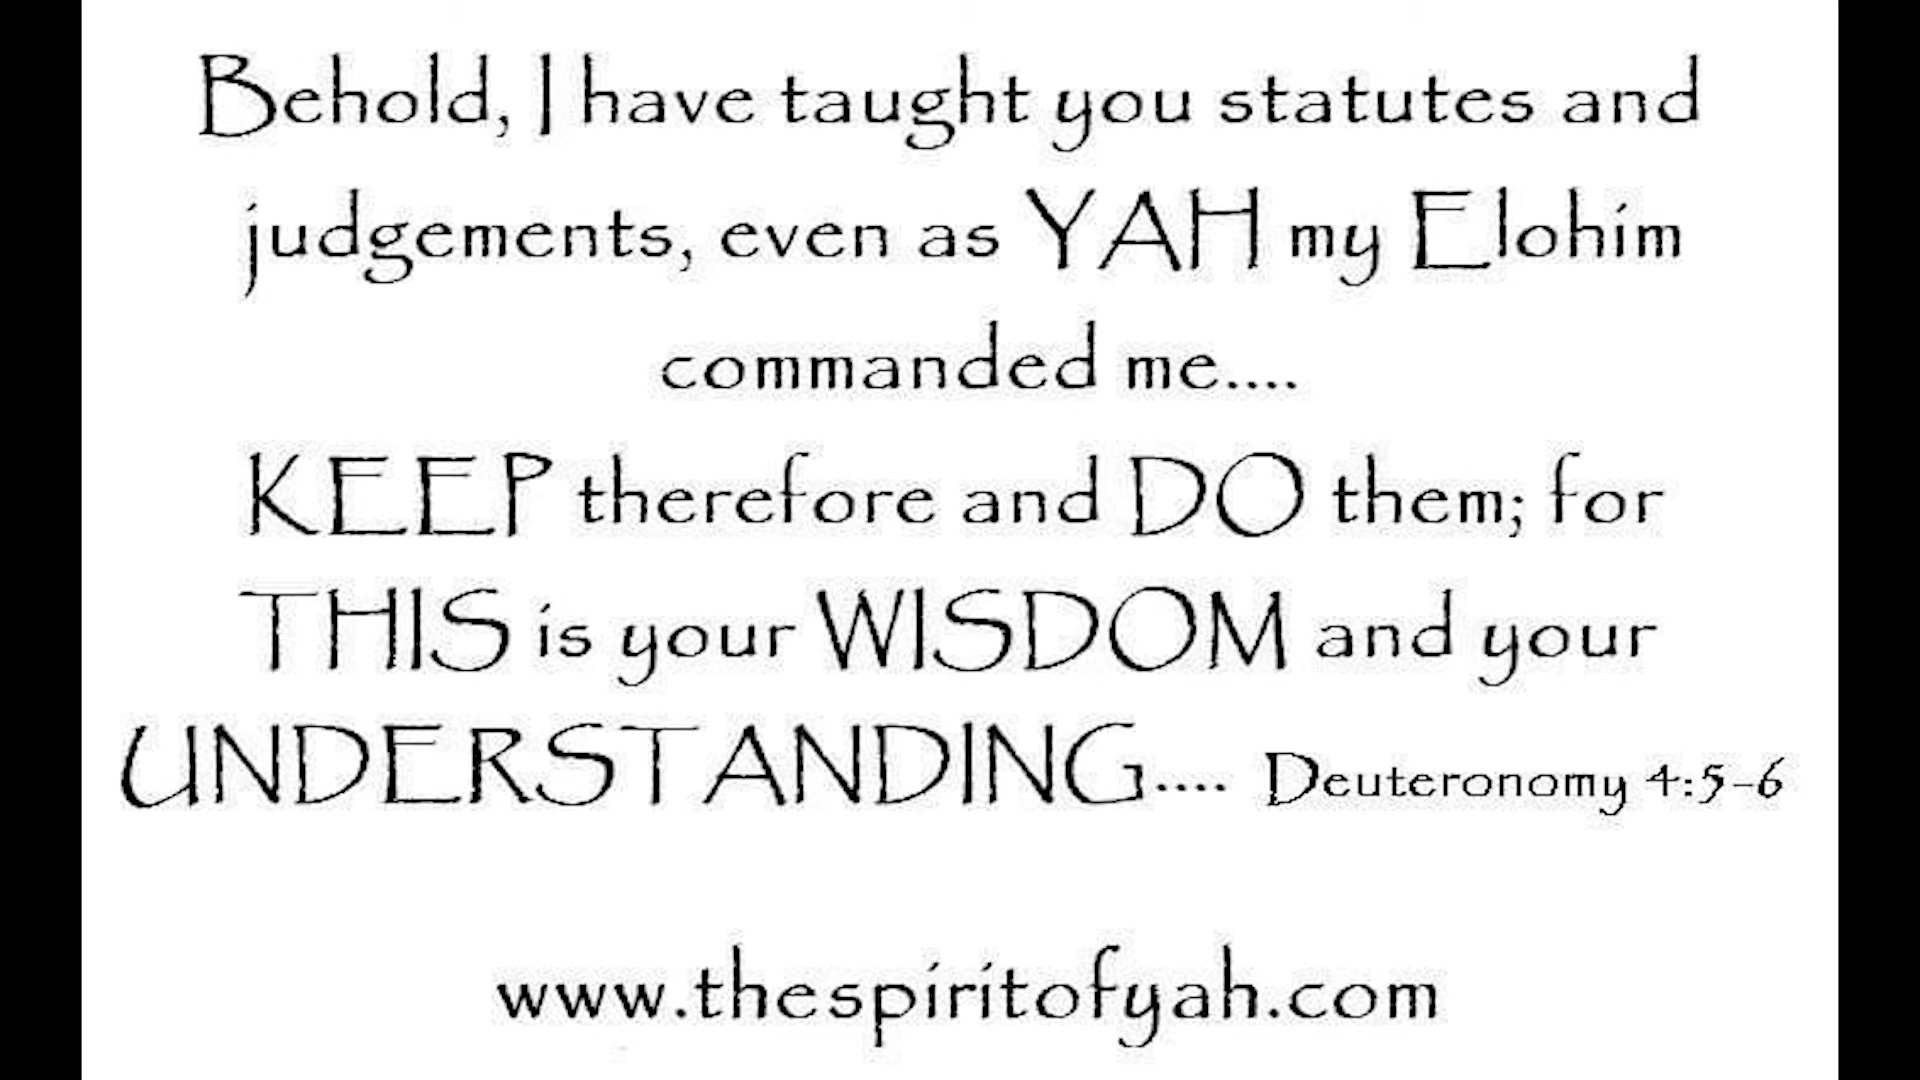 Behold, I have taught you statutes and
judgements, even as YAH my Elohim
commanded me....
KEEP therefore and DO them; for
THIS is your WISDOM and your
UNDERSTANDING.... Deuteronomy 4:5-6
www.thespiritofyah.com